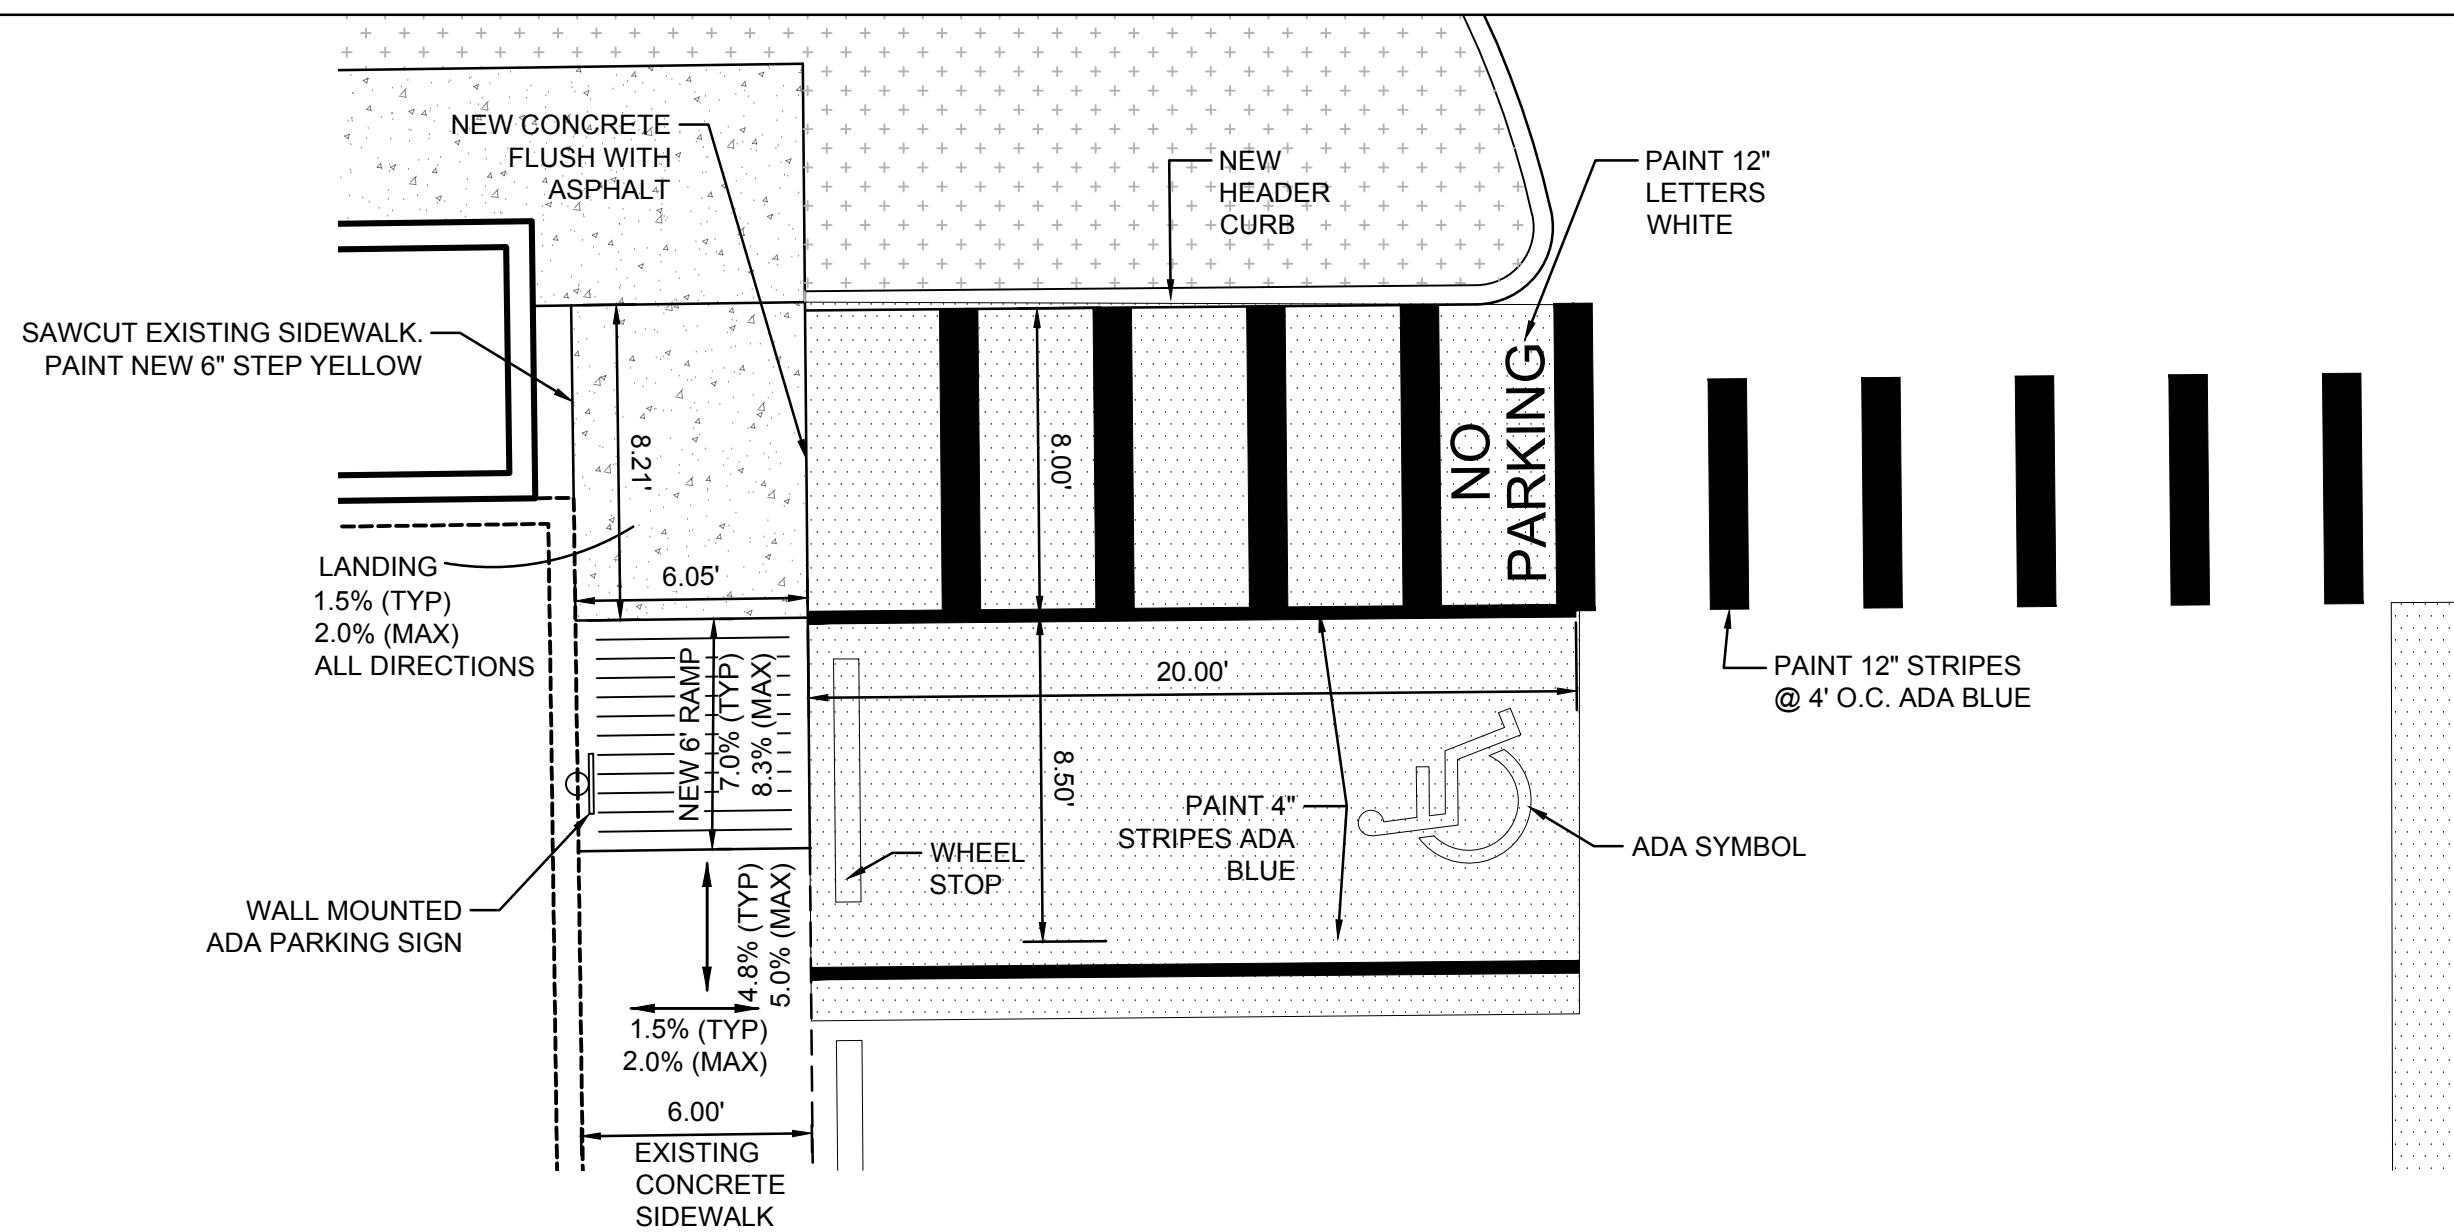 NEW CONCRETE
FLUSH WITH
ASPHALT
NEW
HEADER
CURB
PAINT 12"
LETTERS
WHITE
SAWCUT EXISTING SIDEWALK.
PAINT NEW 6" STEP YELLOW
8.21'
8.00'
NO
PARKING
LANDING
1.5% (TYP)
2.0% (MAX)
ALL DIRECTIONS
6.05'
NEW 6' RAMP
7.0% (TYP)
8.3% (MAX)
20.00'
PAINT 12" STRIPES
@ 4' O.C. ADA BLUE
8.50'
PAINT 4"
STRIPES ADA
BLUE
ADA SYMBOL
WHEEL
STOP
WALL MOUNTED
ADA PARKING SIGN
4.8% (TYP)
5.0% (MAX)
1.5% (TYP)
2.0% (MAX)
6.00'
EXISTING
CONCRETE
SIDEWALK